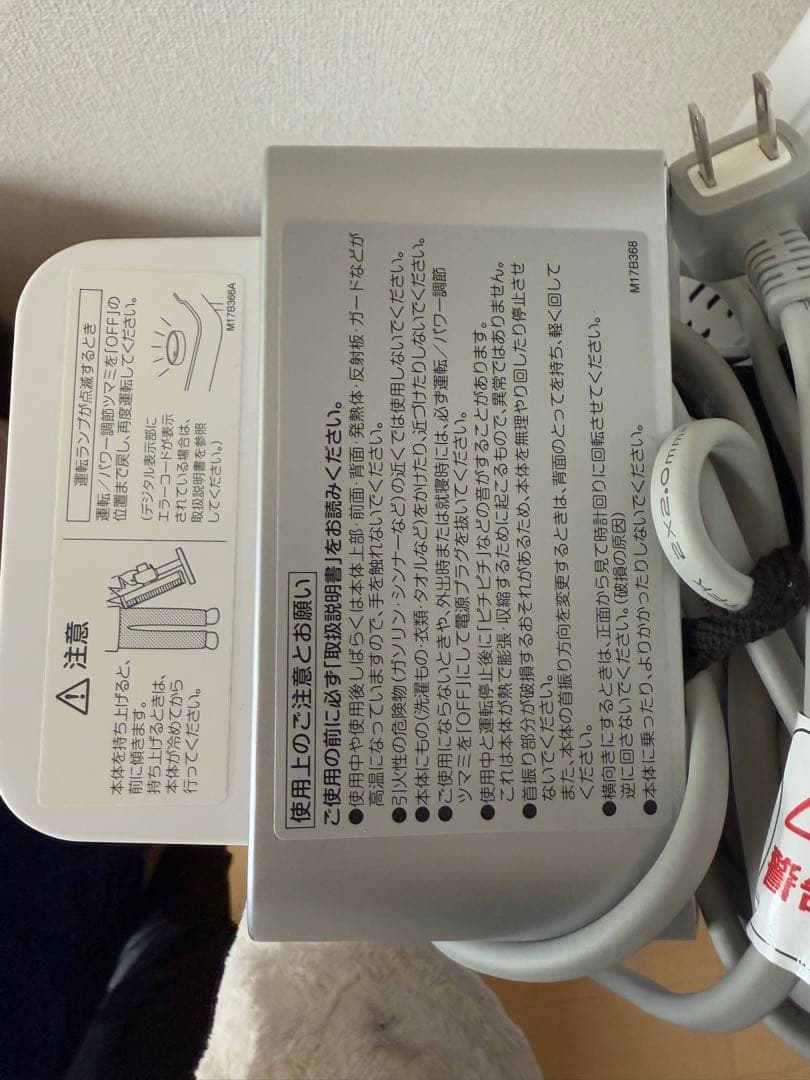 運転ランプが点滅するとき
運転/パワー調節ツマミを「OFF」の
位置まで戻し、再度運転してください。
(デジタル表示部に
エラーコードが表示
されている場合は、
取扱説明書を参照
してください。)
M17B366A
注意
本体を持ち上げると、
前に傾きます。
持ち上げるときは、
本体が冷めてから
行ってください。
使用上のご注意とお願い
ご使用の前に必ず「取扱説明書」をお読みください。
●使用中や使用後しばらくは本体上部・前面・背面・発熱体・反射板・ガードなどが
高温になっていますので、手を触れないでください。
●引火性の危険物(ガソリン・シンナーなど)の近くでは使用しないでください。
●本体にもの(洗濯もの・衣類・タオルなど)をかけたり、近づけたりしないでください。
●ご使用にならないときや、外出時または就寝時には、必ず運転/パワー調節
ツマミを「OFF」にして電源プラグを抜いてください。
●使用中と運転停止後に「ピチピチ」などの音がすることがあります。
これは本体が熱で膨張・収縮するために起こるもので、異常ではありません。
●首振り部分が破損するおそれがあるため、本体を無理やり回したり停止させ
ないでください。
また、本体の首振り方向を変更するときは、背面のとってを持ち、軽く回して
ください。
●横向きにするときは、正面から見て時計回りに回転させてください。
逆に回さないでください。(破損の原因)
●本体に乗ったり、よりかかったりしないでください。
M17B368
2×2.0mm